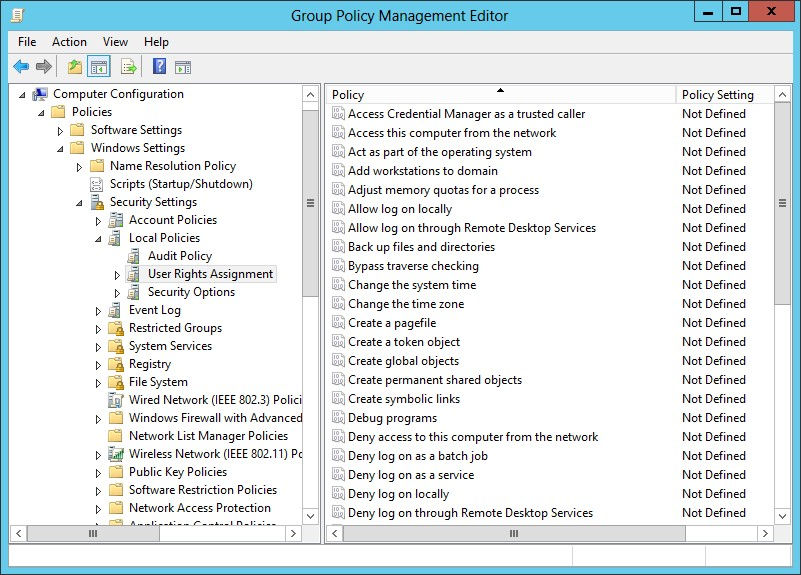 Group Policy Management Editor
File Action View Help
Computer Configuration
Policies
Software Settings
Windows Settings
Name Resolution Policy
Scripts (Startup/Shutdown)
Security Settings
Account Policies
Local Policies
Audit Policy
User Rights Assignment
Security Options
Event Log
Restricted Groups
System Services
Registry
File System
Wired Network (IEEE 802.3) Polici
Windows Firewall with Advanced
Network List Manager Policies
Wireless Network (IEEE 802.11) Po
Public Key Policies
Software Restriction Policies
Network Access Protection
Application Control Policies
Policy Policy Setting
Access Credential Manager as a trusted caller Not Defined
Access this computer from the network Not Defined
Act as part of the operating system Not Defined
Add workstations to domain Not Defined
Adjust memory quotas for a process Not Defined
Allow log on locally Not Defined
Allow log on through Remote Desktop Services Not Defined
Back up files and directories Not Defined
Bypass traverse checking Not Defined
Change the system time Not Defined
Change the time zone Not Defined
Create a pagefile Not Defined
Create a token object Not Defined
Create global objects Not Defined
Create permanent shared objects Not Defined
Create symbolic links Not Defined
Debug programs Not Defined
Deny access to this computer from the network Not Defined
Deny log on as a batch job Not Defined
Deny log on as a service Not Defined
Deny log on locally Not Defined
Deny log on through Remote Desktop Services Not Defined